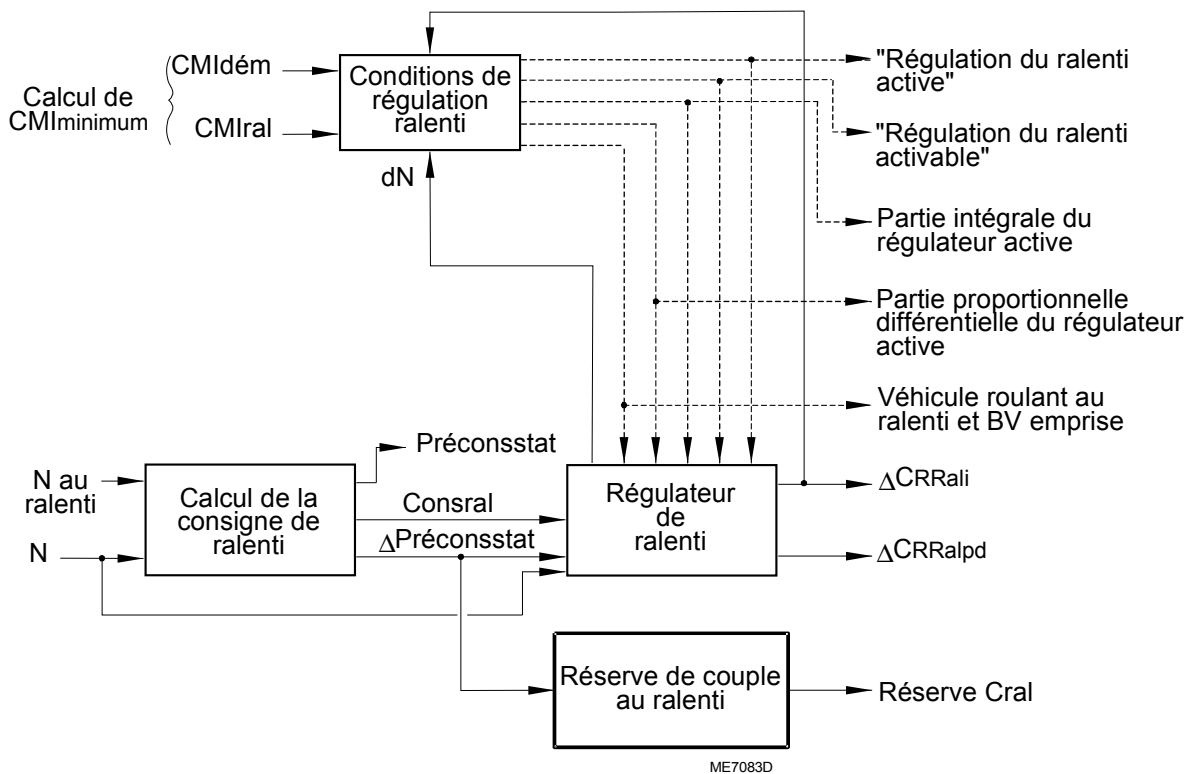 Calcul de
CMIminimum
CMIdém
CMIral
Conditions de
régulation
ralenti
dN
"Régulation du ralenti
active"
"Régulation du ralenti
activable"
Partie intégrale du
régulateur active
Partie proportionnelle
différentielle du régulateur
active
Véhicule roulant au
ralenti et BV emprise
N au
ralenti
N
Calcul de la
consigne de
ralenti
Préconsstat
Consral
ΔPréconsstat
Régulateur
de
ralenti
ΔCRRali
ΔCRRalpd
Réserve de couple
au ralenti
Réserve Cral
ME7083D